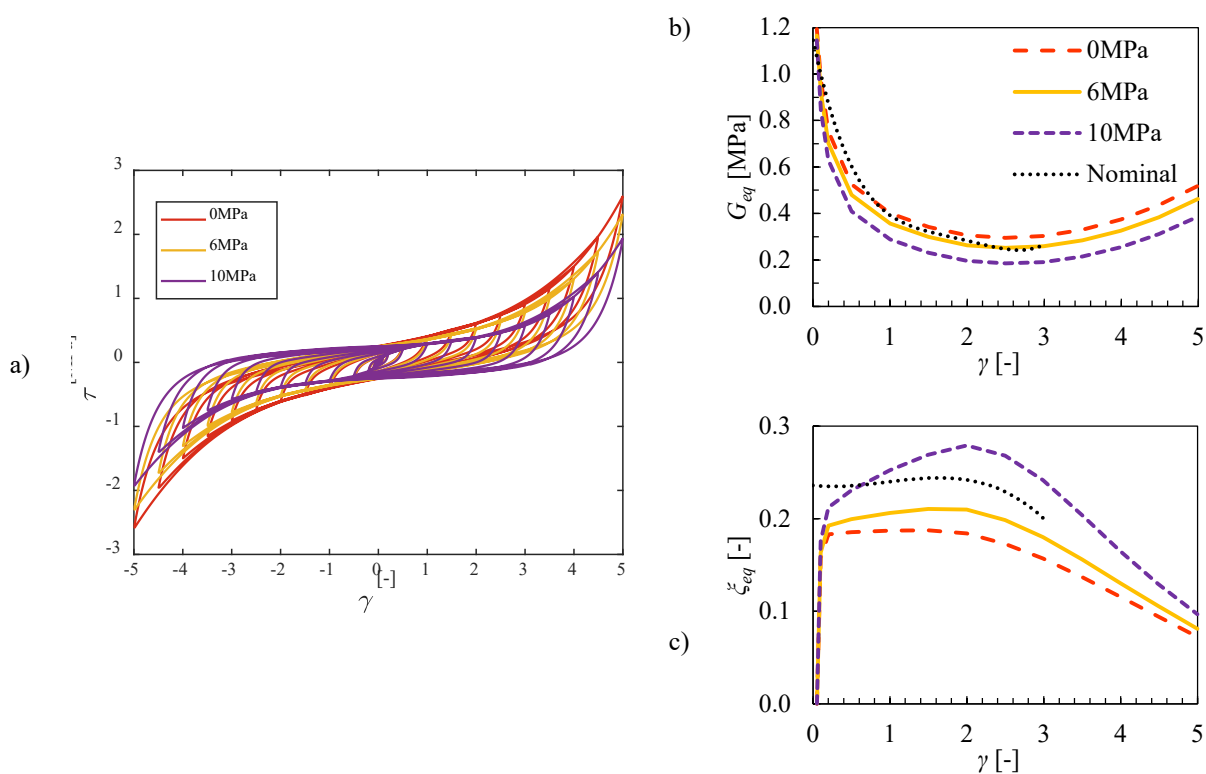 a)
3
2
1
0
-1
-2
-3
τ
0MPa
6MPa
10MPa
-5 -4 -3 -2 -1 0 1 2 3 4 5
γ [-]
b)
1.2
1.0
0.8
0.6
0.4
0.2
0.0
G_eq [MPa]
0MPa
6MPa
10MPa
Nominal
0 1 2 3 4 5
γ [-]
c)
0.3
0.2
0.1
0.0
ξ_eq [-]
0 1 2 3 4 5
γ [-]